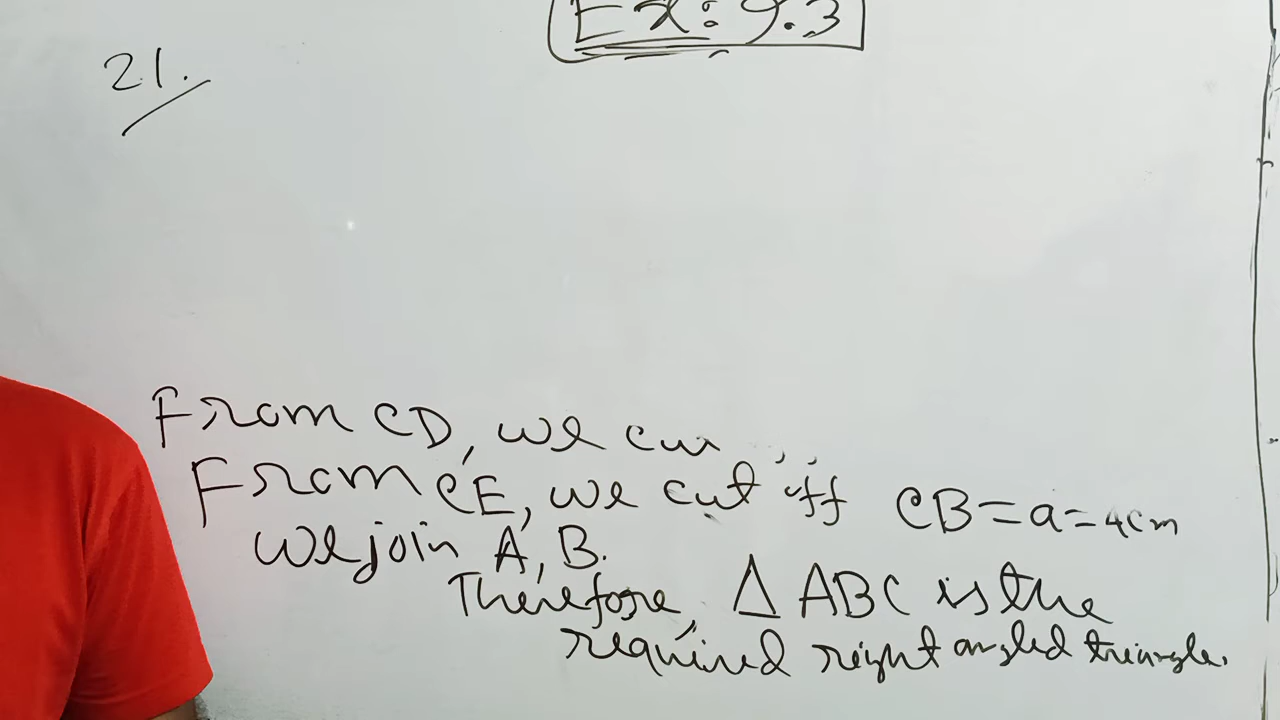 Ex: 9.3
21.
From CD, we cu
From CE, we cut off CB = a = 4cm
We join A, B.
Therefore, Δ ABC is the
required right angled triangle.